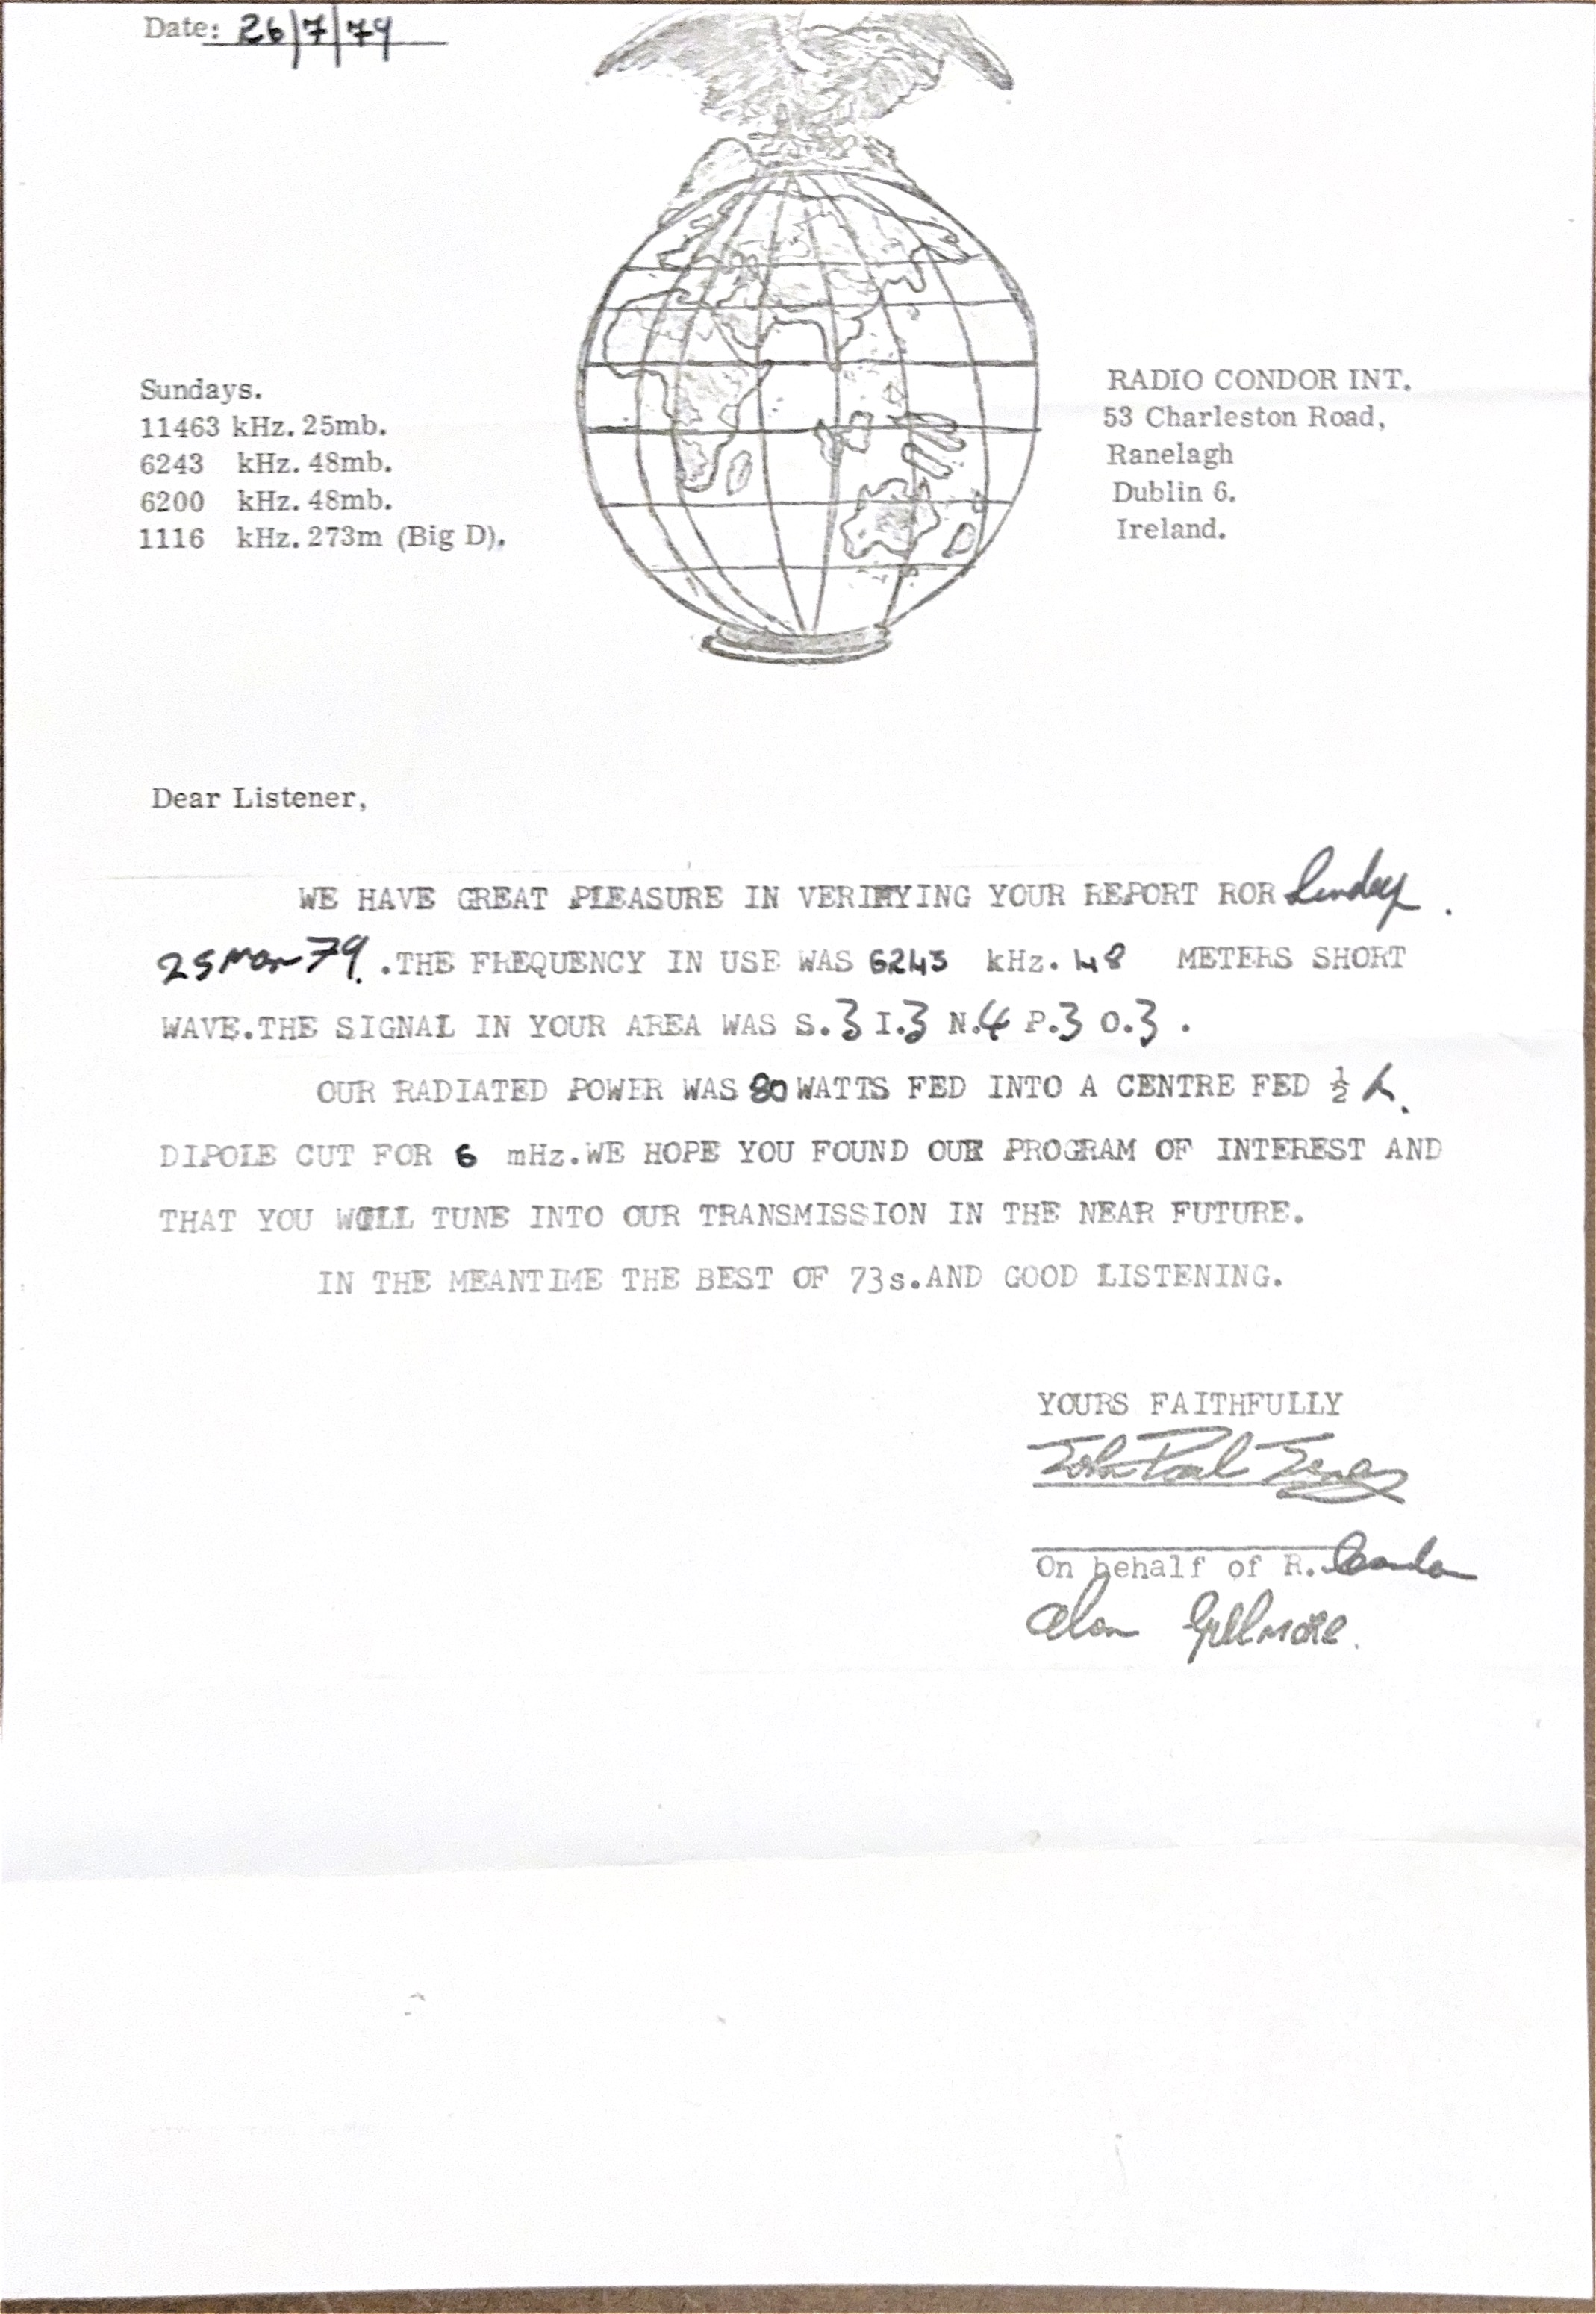 Date: 26/7/79
Sundays.
11463 kHz. 25mb.
6243 kHz. 48mb.
6200 kHz. 48mb.
1116 kHz. 273m (Big D).
RADIO CONDOR INT.
53 Charleston Road,
Ranelagh
Dublin 6.
Ireland.
Dear Listener,
WE HAVE GREAT PLEASURE IN VERIFYING YOUR REPORT ROR
25 Mar 79. .THE FREQUENCY IN USE WAS 6243 kHz. 48 METERS SHORT
WAVE.THE SIGNAL IN YOUR AREA WAS S.3 I.3 N.4 P.3 O.3 .
OUR RADIATED POWER WAS 80 WATTS FED INTO A CENTRE FED ½ λ.
DIPOLE CUT FOR 6 mHz.WE HOPE YOU FOUND OUR PROGRAM OF INTEREST AND
THAT YOU WILL TUNE INTO OUR TRANSMISSION IN THE NEAR FUTURE.
IN THE MEANTIME THE BEST OF 73s.AND GOOD LISTENING.
YOURS FAITHFULLY
John Paul Jones
On behalf of R. Condor
Alan Gillmore.